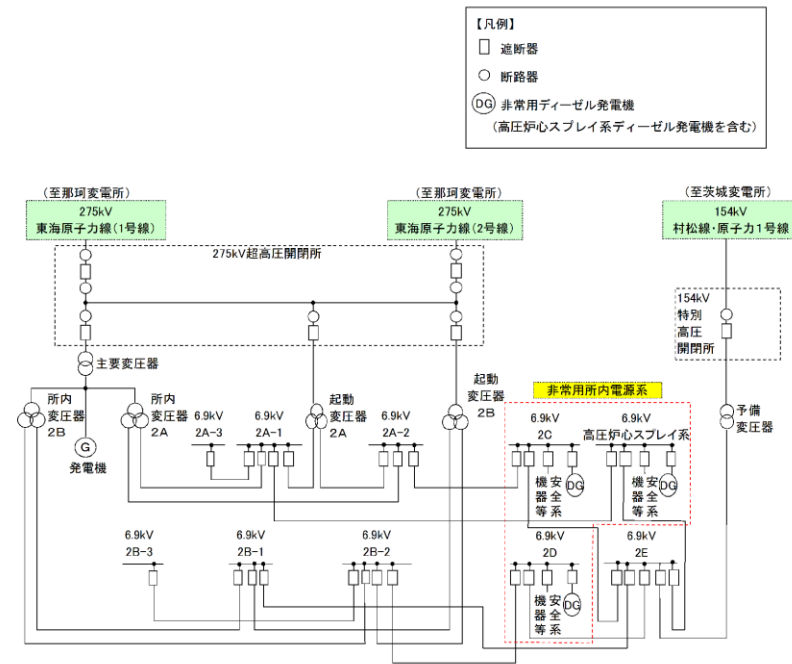 【凡例】
遮断器
断路器
DG 非常用ディーゼル発電機
(高圧炉心スプレイ系ディーゼル発電機を含む)
(至那珂変電所)
275kV
東海原子力線(1号線)
(至那珂変電所)
275kV
東海原子力線(2号線)
(至茨城変電所)
154kV
村松線・原子力1号線
275kV超高圧開閉所
154kV
特別
高圧
開閉所
主要変圧器
所内
変圧器
2B
所内
変圧器
2A
G
発電機
6.9kV
2A-3
6.9kV
2A-1
起動
変圧器
2A
6.9kV
2A-2
起動
変圧器
2B
非常用所内電源系
6.9kV
2C
6.9kV
高圧炉心スプレイ系
予備
変圧器
安全系
機器等
DG
安全系
機器等
DG
6.9kV
2B-3
6.9kV
2B-1
6.9kV
2B-2
6.9kV
2D
6.9kV
2E
安全系
機器等
DG